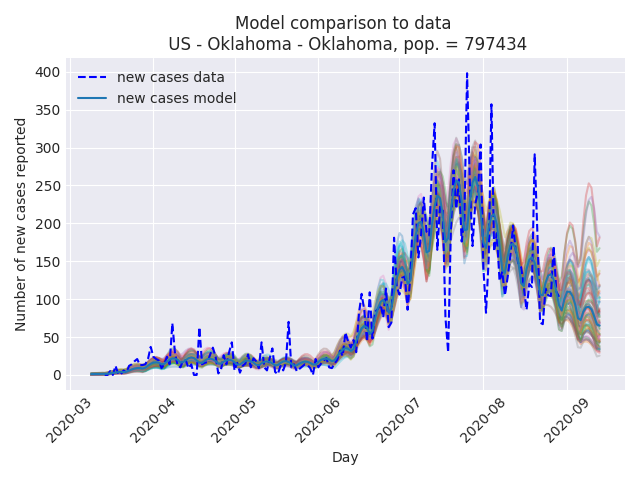 Model comparison to data
US - Oklahoma - Oklahoma, pop. = 797434
new cases data
new cases model
Number of new cases reported
400
350
300
250
200
150
100
50
0
2020-03
2020-04
2020-05
2020-06
2020-07
2020-08
2020-09
Day